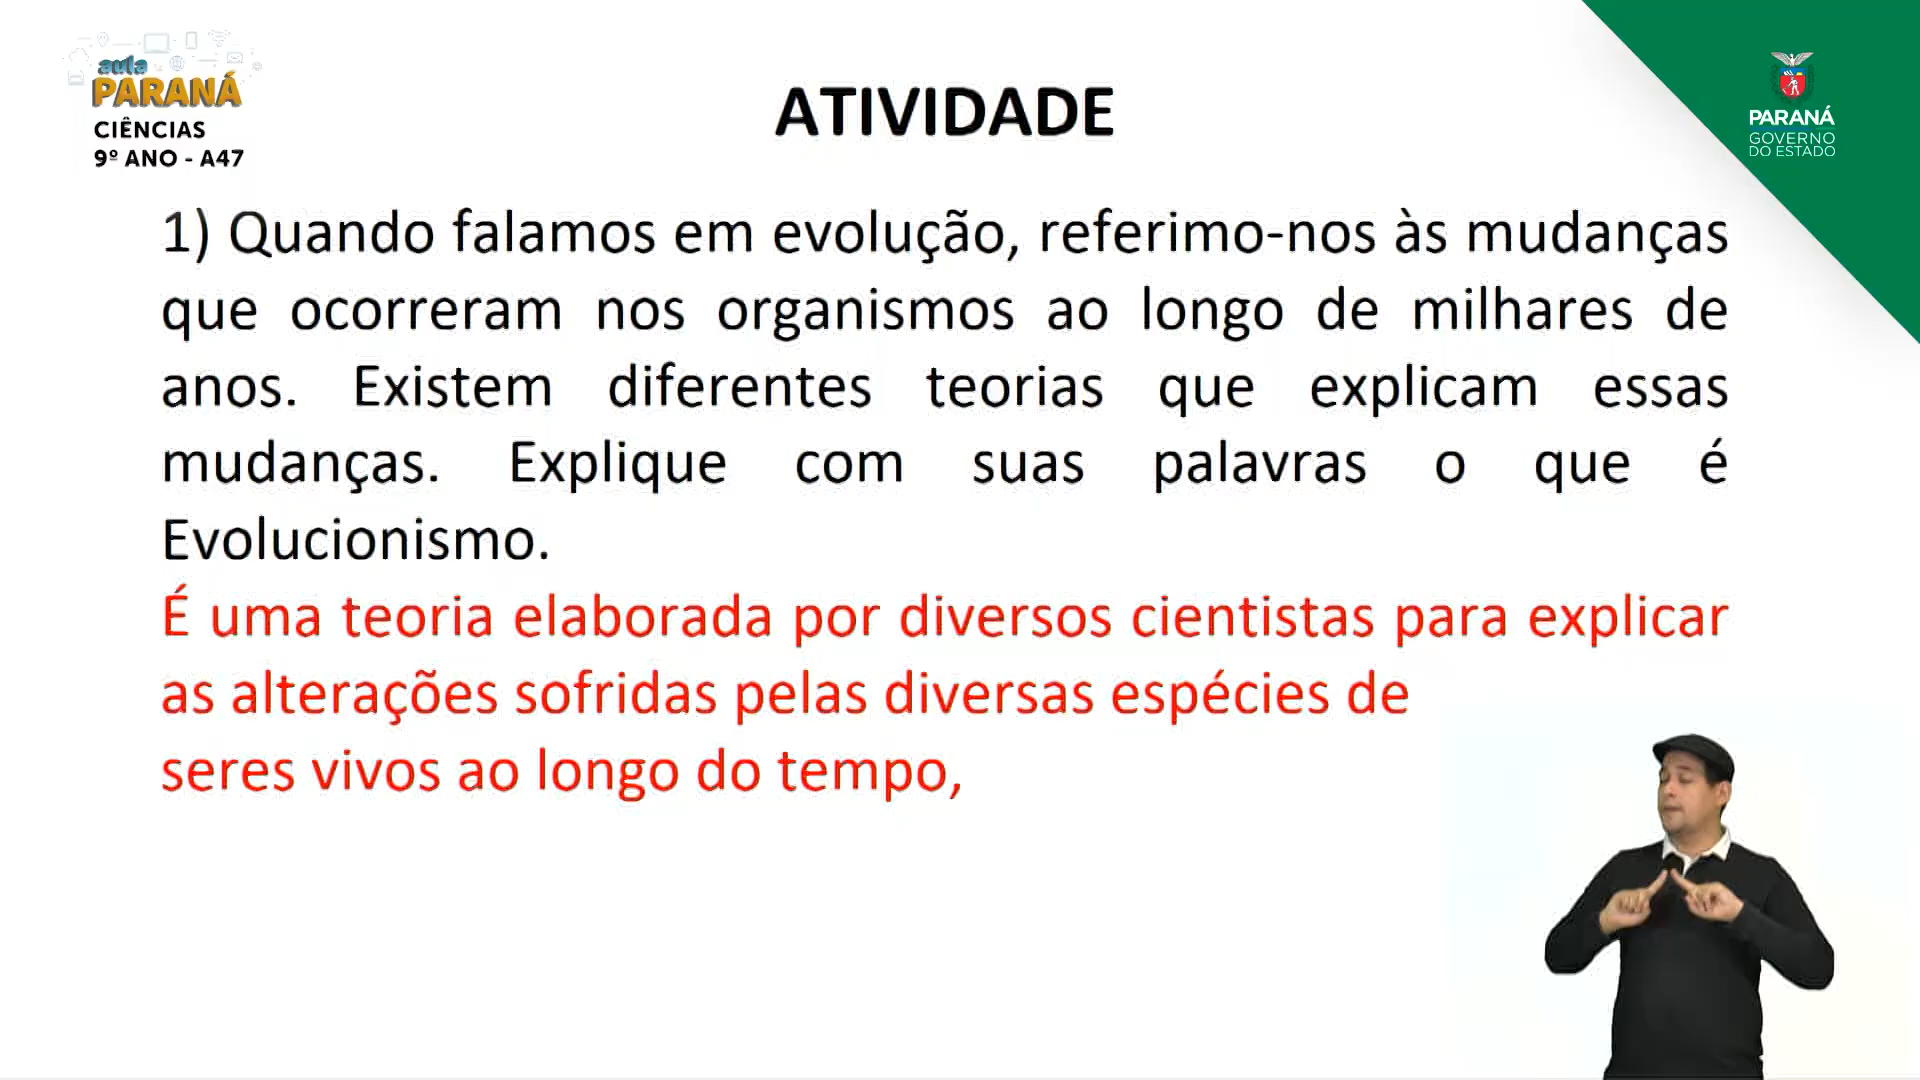 aula
PARANÁ
CIÊNCIAS
9º ANO - A47
ATIVIDADE
PARANÁ
GOVERNO
DO ESTADO
1) Quando falamos em evolução, referimo-nos às mudanças
que ocorreram nos organismos ao longo de milhares de
anos. Existem diferentes teorias que explicam essas
mudanças. Explique com suas palavras o que é
Evolucionismo.
É uma teoria elaborada por diversos cientistas para explicar
as alterações sofridas pelas diversas espécies de
seres vivos ao longo do tempo,